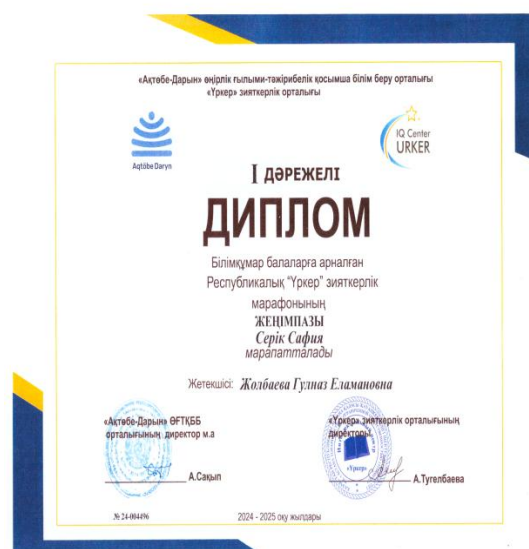 «Ақтөбе-Дарын» өңірлік ғылыми-тәжірибелік қосымша білім беру орталығы
«Үркер» зияткерлік орталығы
Aqtöbe Daryn
IQ Center
URKER
I ДӘРЕЖЕЛІ
ДИПЛОМ
Білімқұмар балаларға арналған
Республикалық "Үркер" зияткерлік
марафонының
ЖЕҢІМПАЗЫ
Серік Сафия
марапатталады
Жетекшісі: Жолбаева Гулназ Еламановна
«Ақтөбе-Дарын» ӨҒТҚББ
орталығының директор м.а
А.Сақып
«Үркер» зияткерлік орталығының
директоры
«Үркер»
А.Тугелбаева
№ 24-004496
2024 - 2025 оқу жылдары